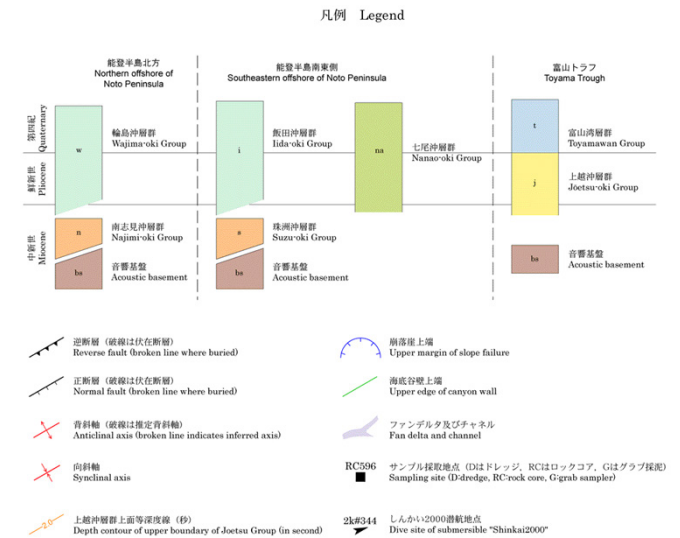 凡例 Legend
能登半島北方
Northern offshore of
Noto Peninsula
能登半島南東側
Southeastern offshore of Noto Peninsula
富山トラフ
Toyama Trough
第四紀
Quaternary
鮮新世
Pliocene
中新世
Miocene
w
輪島沖層群
Wajima-oki Group
n
南志見沖層群
Najimi-oki Group
bs
音響基盤
Acoustic basement
i
飯田沖層群
Iida-oki Group
s
珠洲沖層群
Suzu-oki Group
bs
音響基盤
Acoustic basement
na
七尾沖層群
Nanao-oki Group
t
富山湾層群
Toyamawan Group
j
上越沖層群
Joetsu-oki Group
bs
音響基盤
Acoustic basement
逆断層（破線は伏在断層）
Reverse fault (broken line where buried)
正断層（破線は伏在断層）
Normal fault (broken line where buried)
背斜軸（破線は推定背斜軸）
Anticlinal axis (broken line indicates inferred axis)
向斜軸
Synclinal axis
2.0
上越沖層群上面等深度線（秒）
Depth contour of upper boundary of Joetsu Group (in second)
崩落崖上端
Upper margin of slope failure
海底谷壁上端
Upper edge of canyon wall
ファンデルタ及びチャネル
Fan delta and channel
RC596
サンプル採取地点（Dはドレッジ、RCはロックコア、Gはグラブ採泥）
Sampling site (D:dredge, RC:rock core, G:grab sampler)
2k#344
しんかい2000潜航地点
Dive site of submersible "Shinkai2000"